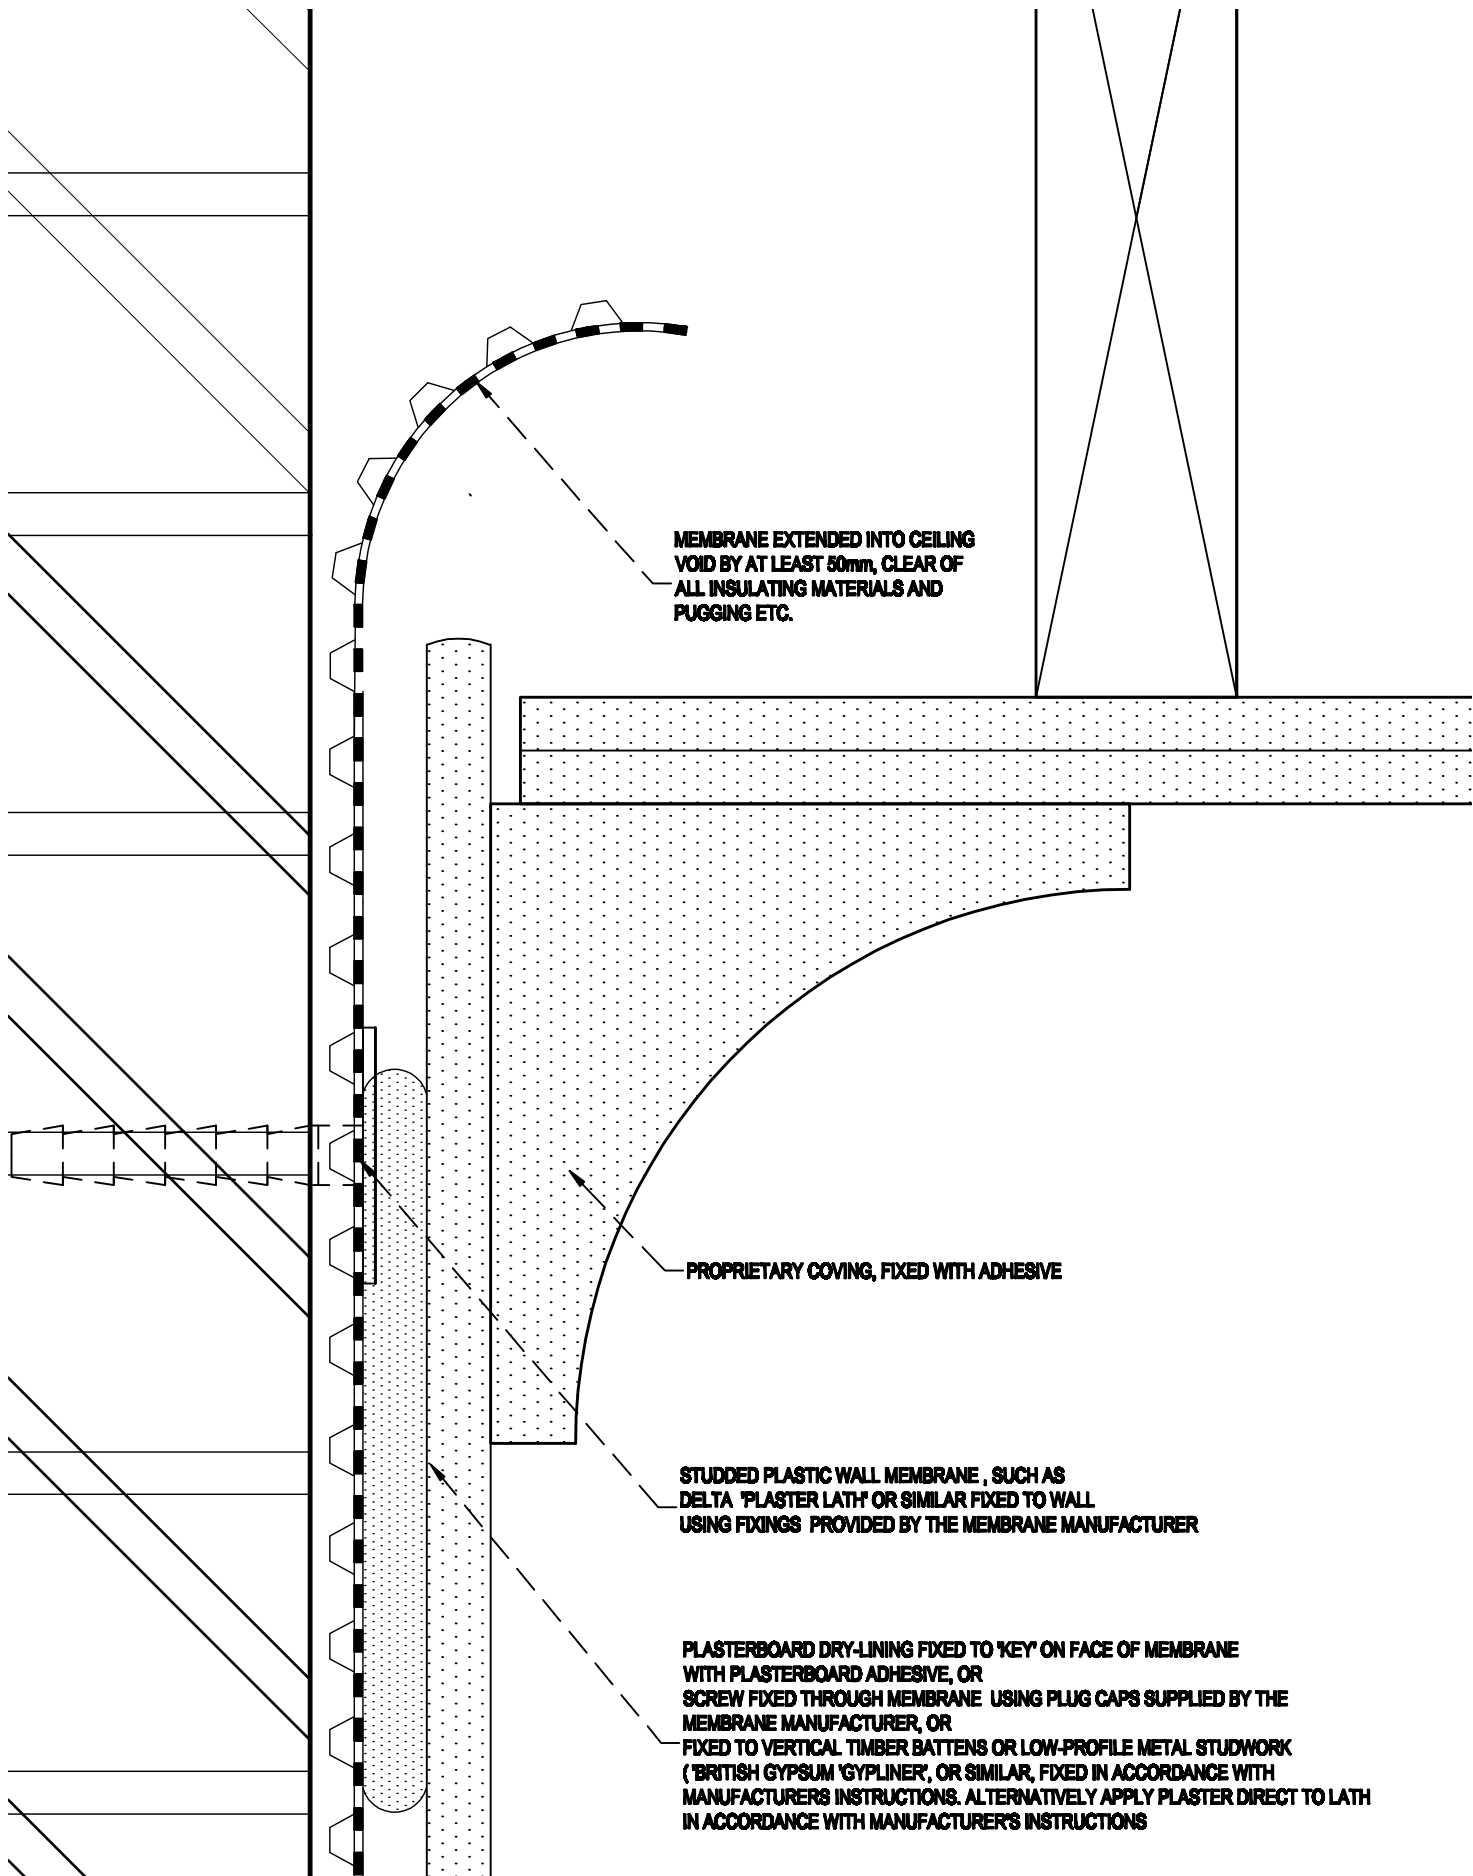 MEMBRANE EXTENDED INTO CEILING
VOID BY AT LEAST 50mm, CLEAR OF
ALL INSULATING MATERIALS AND
PUGGING ETC.
PROPRIETARY COVING, FIXED WITH ADHESIVE
STUDDED PLASTIC WALL MEMBRANE , SUCH AS
DELTA 'PLASTER LATH' OR SIMILAR FIXED TO WALL
USING FIXINGS PROVIDED BY THE MEMBRANE MANUFACTURER
PLASTERBOARD DRY-LINING FIXED TO 'KEY' ON FACE OF MEMBRANE
WITH PLASTERBOARD ADHESIVE, OR
SCREW FIXED THROUGH MEMBRANE USING PLUG CAPS SUPPLIED BY THE
MEMBRANE MANUFACTURER, OR
FIXED TO VERTICAL TIMBER BATTENS OR LOW-PROFILE METAL STUDWORK
( 'BRITISH GYPSUM 'GYPLINER', OR SIMILAR, FIXED IN ACCORDANCE WITH
MANUFACTURERS INSTRUCTIONS. ALTERNATIVELY APPLY PLASTER DIRECT TO LATH
IN ACCORDANCE WITH MANUFACTURER'S INSTRUCTIONS